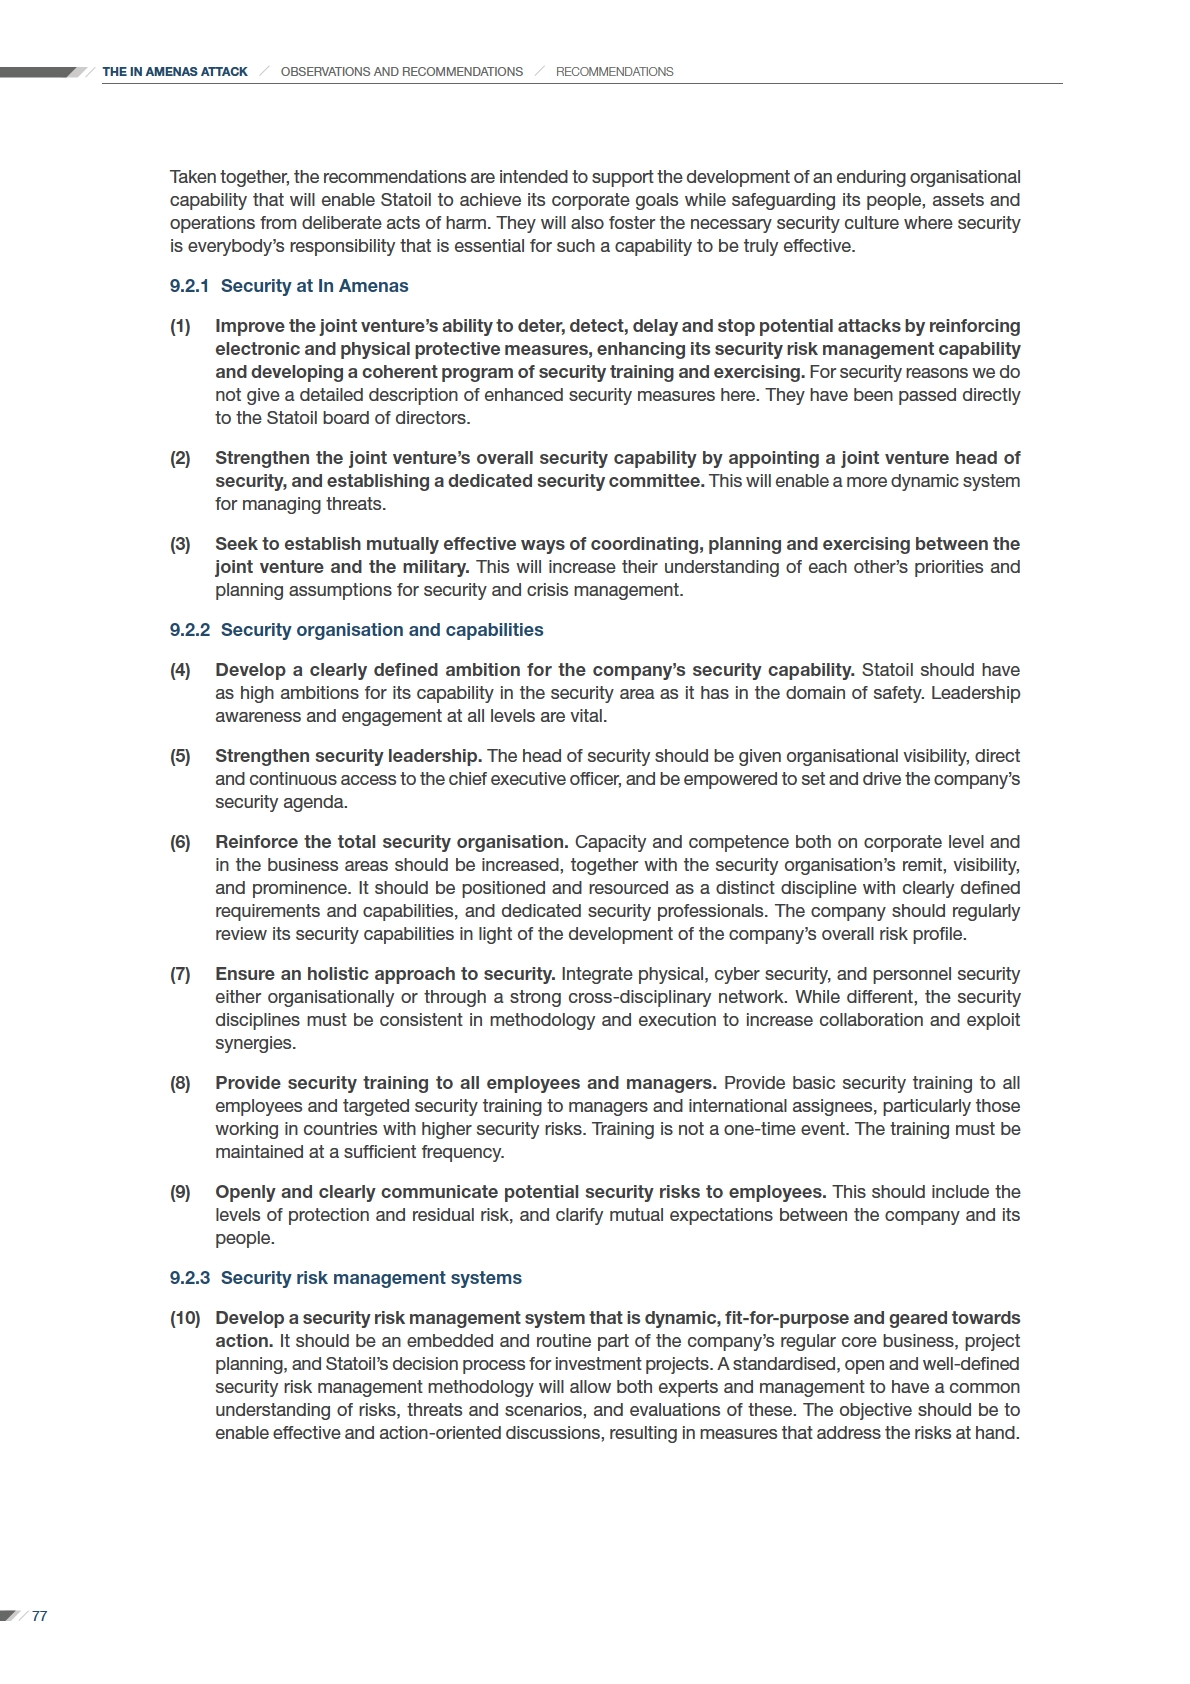 THE IN AMENAS ATTACK / OBSERVATIONS AND RECOMMENDATIONS / RECOMMENDATIONS
Taken together, the recommendations are intended to support the development of an enduring organisational
capability that will enable Statoil to achieve its corporate goals while safeguarding its people, assets and
operations from deliberate acts of harm. They will also foster the necessary security culture where security
is everybody’s responsibility that is essential for such a capability to be truly effective.
9.2.1 Security at In Amenas
(1) Improve the joint venture’s ability to deter, detect, delay and stop potential attacks by reinforcing
electronic and physical protective measures, enhancing its security risk management capability
and developing a coherent program of security training and exercising. For security reasons we do
not give a detailed description of enhanced security measures here. They have been passed directly
to the Statoil board of directors.
(2) Strengthen the joint venture’s overall security capability by appointing a joint venture head of
security, and establishing a dedicated security committee. This will enable a more dynamic system
for managing threats.
(3) Seek to establish mutually effective ways of coordinating, planning and exercising between the
joint venture and the military. This will increase their understanding of each other’s priorities and
planning assumptions for security and crisis management.
9.2.2 Security organisation and capabilities
(4) Develop a clearly defined ambition for the company’s security capability. Statoil should have
as high ambitions for its capability in the security area as it has in the domain of safety. Leadership
awareness and engagement at all levels are vital.
(5) Strengthen security leadership. The head of security should be given organisational visibility, direct
and continuous access to the chief executive officer, and be empowered to set and drive the company’s
security agenda.
(6) Reinforce the total security organisation. Capacity and competence both on corporate level and
in the business areas should be increased, together with the security organisation’s remit, visibility,
and prominence. It should be positioned and resourced as a distinct discipline with clearly defined
requirements and capabilities, and dedicated security professionals. The company should regularly
review its security capabilities in light of the development of the company’s overall risk profile.
(7) Ensure an holistic approach to security. Integrate physical, cyber security, and personnel security
either organisationally or through a strong cross-disciplinary network. While different, the security
disciplines must be consistent in methodology and execution to increase collaboration and exploit
synergies.
(8) Provide security training to all employees and managers. Provide basic security training to all
employees and targeted security training to managers and international assignees, particularly those
working in countries with higher security risks. Training is not a one-time event. The training must be
maintained at a sufficient frequency.
(9) Openly and clearly communicate potential security risks to employees. This should include the
levels of protection and residual risk, and clarify mutual expectations between the company and its
people.
9.2.3 Security risk management systems
(10) Develop a security risk management system that is dynamic, fit-for-purpose and geared towards
action. It should be an embedded and routine part of the company’s regular core business, project
planning, and Statoil’s decision process for investment projects. A standardised, open and well-defined
security risk management methodology will allow both experts and management to have a common
understanding of risks, threats and scenarios, and evaluations of these. The objective should be to
enable effective and action-oriented discussions, resulting in measures that address the risks at hand.
77